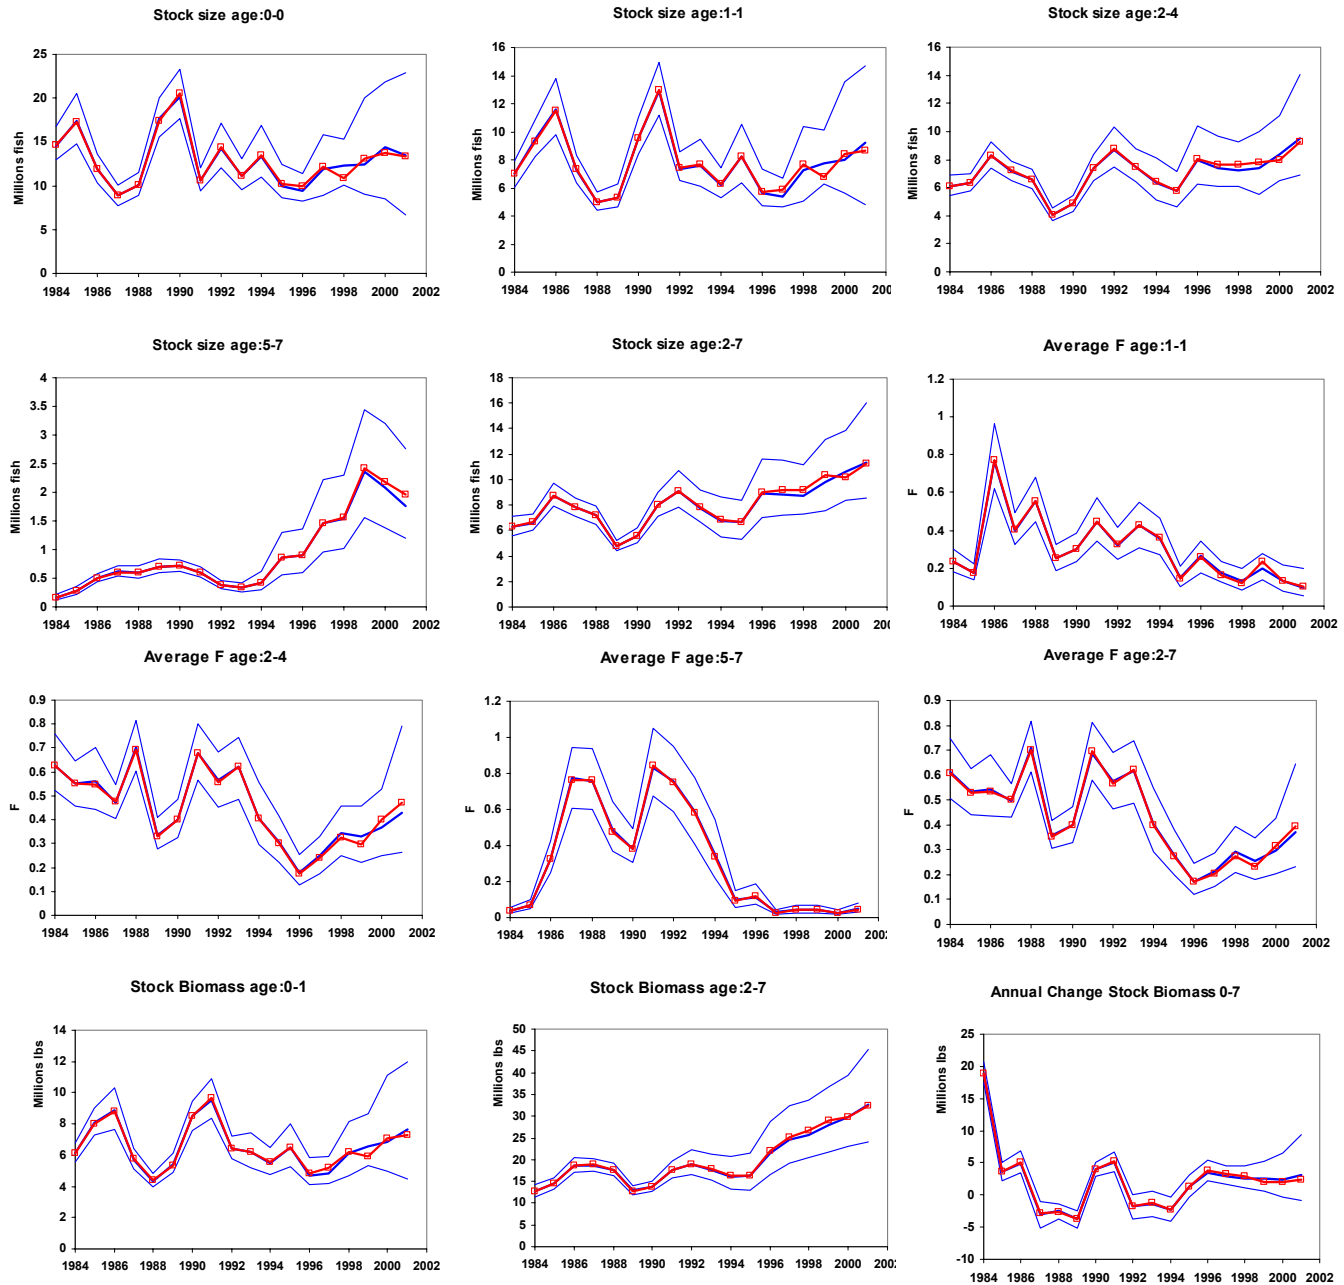 Stock size age:0-0
Millions fish
25
20
15
10
5
0
1984 1986 1988 1990 1992 1994 1996 1998 2000 2002
Stock size age:1-1
Millions fish
16
14
12
10
8
6
4
2
0
1984 1986 1988 1990 1992 1994 1996 1998 2000 200
Stock size age:2-4
Millions fish
16
14
12
10
8
6
4
2
0
1984 1986 1988 1990 1992 1994 1996 1998 2000 2002
Stock size age:5-7
Millions fish
4
3.5
3
2.5
2
1.5
1
0.5
0
1984 1986 1988 1990 1992 1994 1996 1998 2000 2002
Stock size age:2-7
Millions fish
18
16
14
12
10
8
6
4
2
0
1984 1986 1988 1990 1992 1994 1996 1998 2000 200
Average F age:1-1
F
1.2
1
0.8
0.6
0.4
0.2
0
1984 1986 1988 1990 1992 1994 1996 1998 2000 2002
Average F age:2-4
F
0.9
0.8
0.7
0.6
0.5
0.4
0.3
0.2
0.1
0
1984 1986 1988 1990 1992 1994 1996 1998 2000 2002
Average F age:5-7
F
1.2
1
0.8
0.6
0.4
0.2
0
1984 1986 1988 1990 1992 1994 1996 1998 2000 2002
Average F age:2-7
F
0.9
0.8
0.7
0.6
0.5
0.4
0.3
0.2
0.1
0
1984 1986 1988 1990 1992 1994 1996 1998 2000 2002
Stock Biomass age:0-1
Millions lbs
14
12
10
8
6
4
2
0
1984 1986 1988 1990 1992 1994 1996 1998 2000 2002
Stock Biomass age:2-7
Millions lbs
50
45
40
35
30
25
20
15
10
5
0
1984 1986 1988 1990 1992 1994 1996 1998 2000 2002
Annual Change Stock Biomass 0-7
Millions lbs
25
20
15
10
5
0
-5
-10
1984 1986 1988 1990 1992 1994 1996 1998 2000 2002